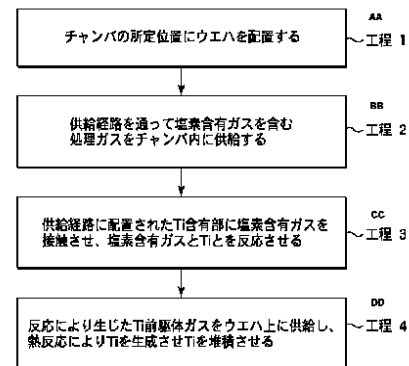 AA
チャンバの所定位置にウエハを配置する
工程 1
BB
供給経路を通って塩素含有ガスを含む
処理ガスをチャンバ内に供給する
工程 2
CC
供給経路に配置されたTi含有部に塩素含有ガスを
接触させ、塩素含有ガスとTiとを反応させる
工程 3
DD
反応により生じたTi前駆体ガスをウエハ上に供給し、
熱反応によりTiを生成させTiを堆積させる
工程 4